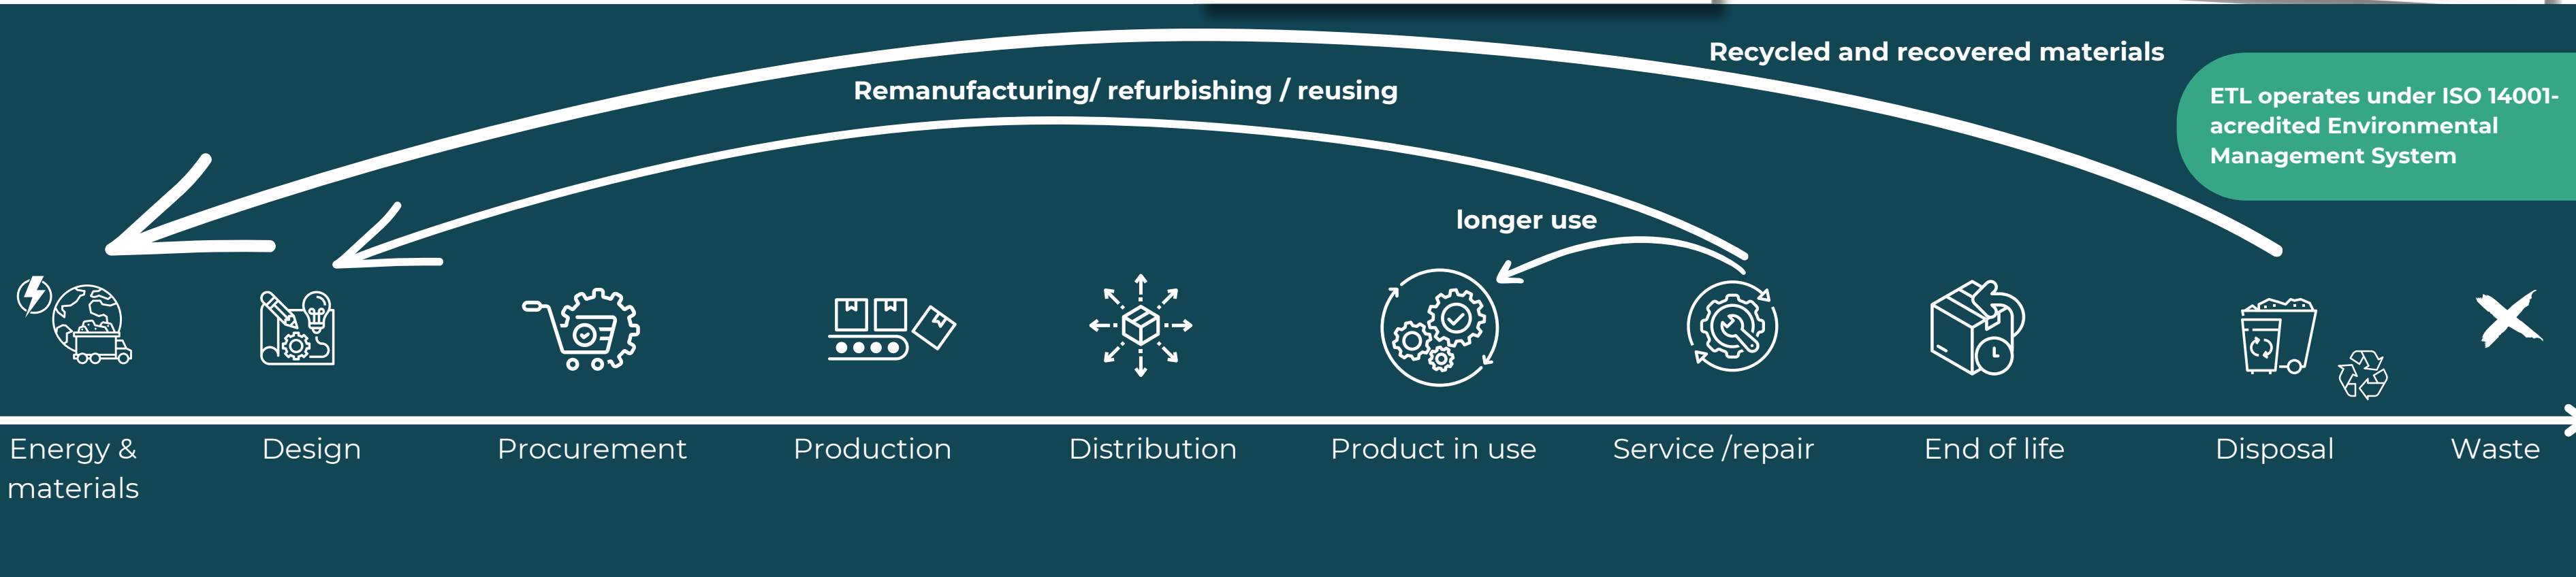 Recycled and recovered materials
Remanufacturing/ refurbishing / reusing
ETL operates under ISO 14001-
acredited Environmental
Management System
longer use
Energy &
materials
Design
Procurement
Production
Distribution
Product in use
Service /repair
End of life
Disposal
Waste